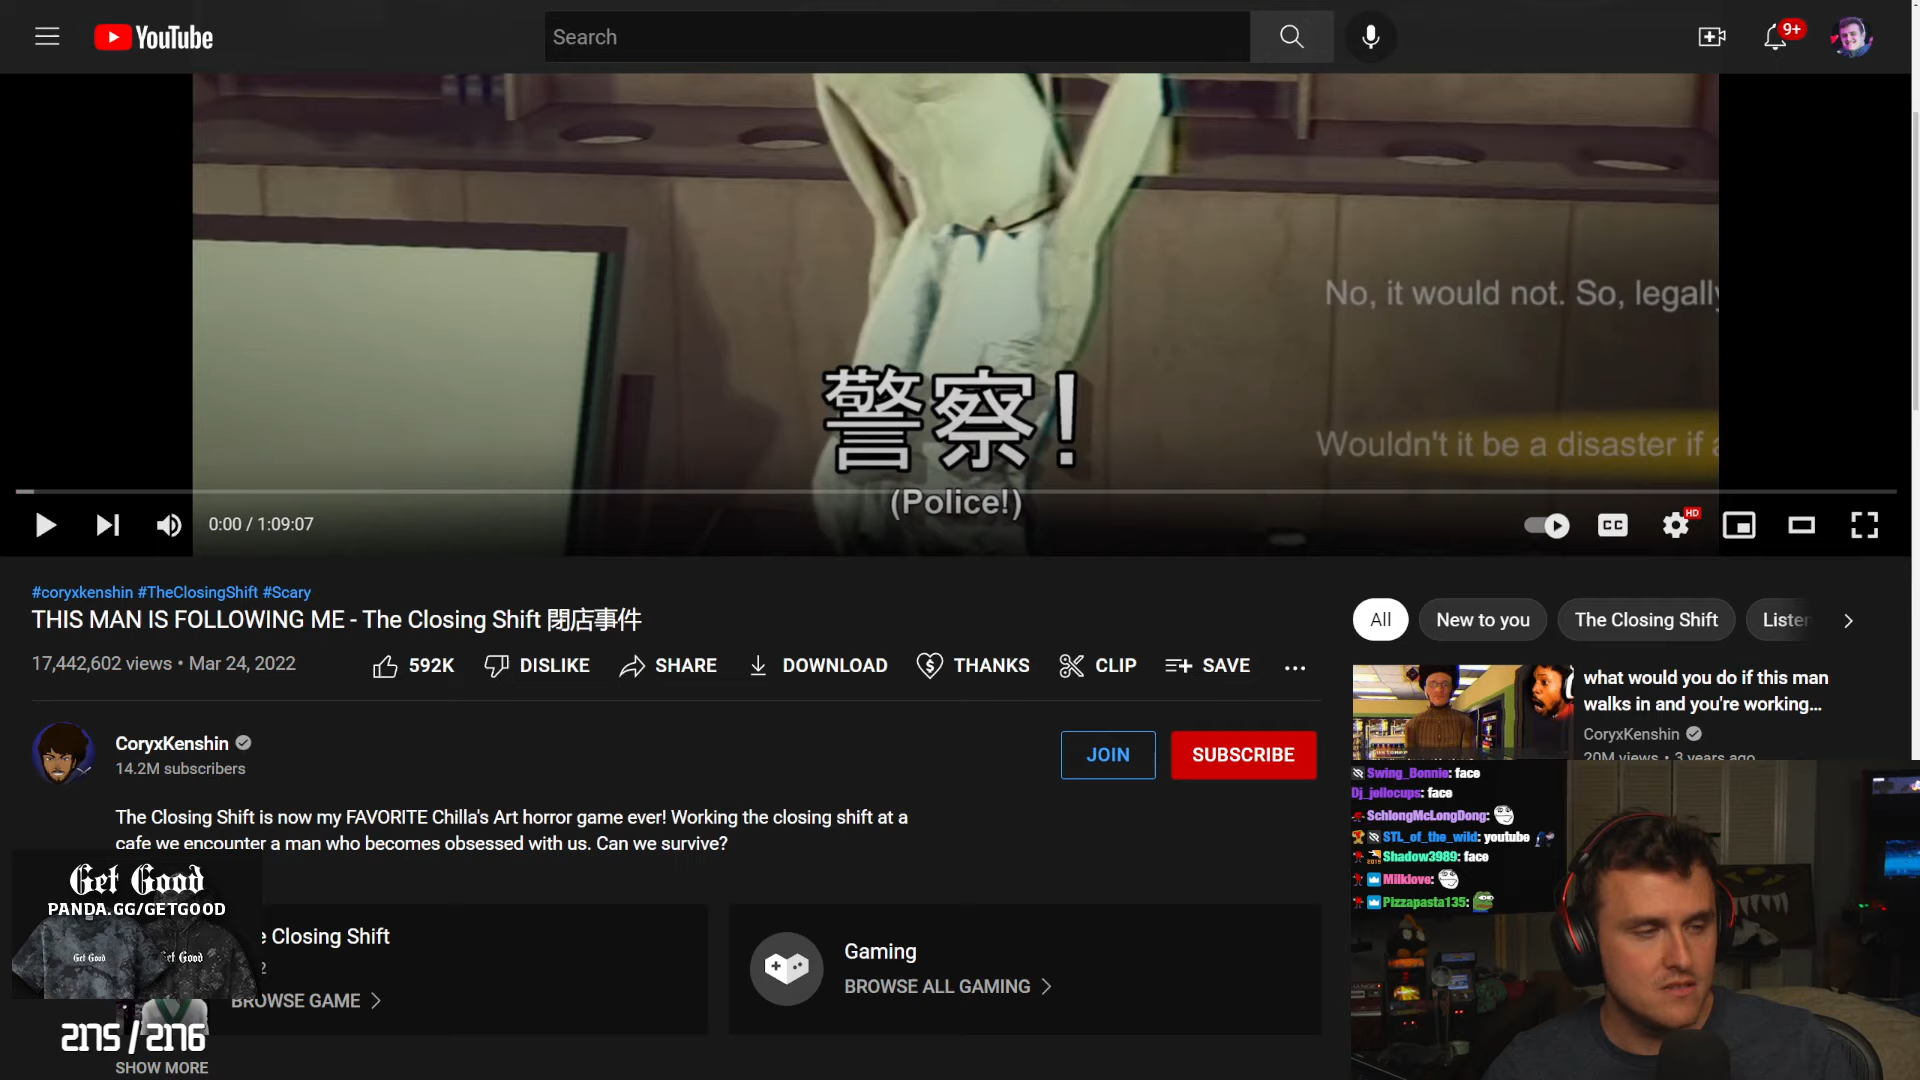 YouTube
Search
9+
No, it would not. So, legally
警察!
Wouldn't it be a disaster if a
(Police!)
0:00 / 1:09:07
CC
HD
#coryxkenshin #TheClosingShift #Scary
THIS MAN IS FOLLOWING ME - The Closing Shift 閉店事件
17,442,602 views • Mar 24, 2022
592K
DISLIKE
SHARE
DOWNLOAD
THANKS
CLIP
SAVE
CoryxKenshin
14.2M subscribers
JOIN
SUBSCRIBE
The Closing Shift is now my FAVORITE Chilla's Art horror game ever! Working the closing shift at a
cafe we encounter a man who becomes obsessed with us. Can we survive?
Get Good
PANDA.GG/GETGOOD
Get Good
Get Good
e Closing Shift
2
BROWSE GAME
2175 / 2176
SHOW MORE
Gaming
BROWSE ALL GAMING
All
New to you
The Closing Shift
Listen
what would you do if this man
walks in and you're working...
CoryxKenshin
20M views • 3 years ago
Swing_Bonnie: face
Dj_jellocups: face
SchlongMcLongDong:
STL_of_the_wild: youtube
Shadow3989: face
Milklove:
Pizzapasta135: